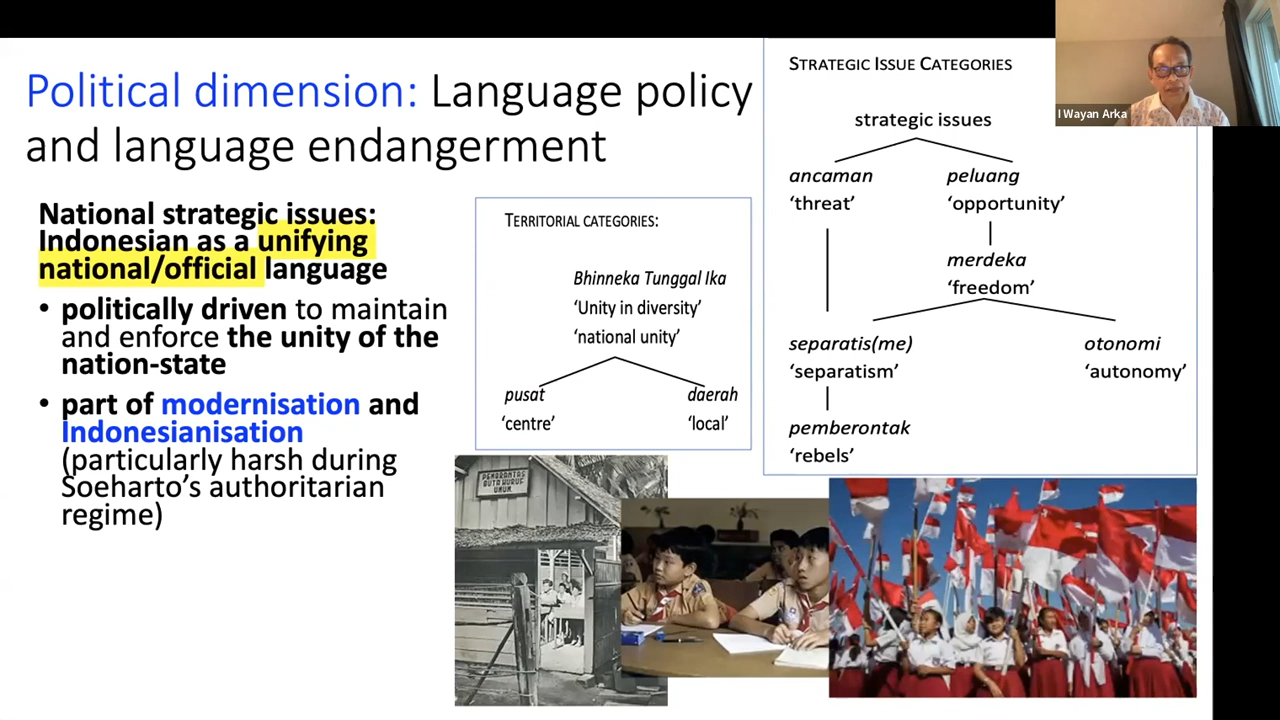 Political dimension: Language policy
and language endangerment
National strategic issues:
Indonesian as a unifying
national/official language
• politically driven to maintain
and enforce the unity of the
nation-state
• part of modernisation and
Indonesianisation
(particularly harsh during
Soeharto's authoritarian
regime)
TERRITORIAL CATEGORIES:
Bhinneka Tunggal Ika
'Unity in diversity'
'national unity'
pusat daerah
'centre' 'local'
STRATEGIC ISSUE CATEGORIES
strategic issues
ancaman peluang
'threat' 'opportunity'
merdeka
'freedom'
separatis(me) otonomi
'separatism' 'autonomy'
pemberontak
'rebels'
I Wayan Arka
BUTA HURUF
UMUM.